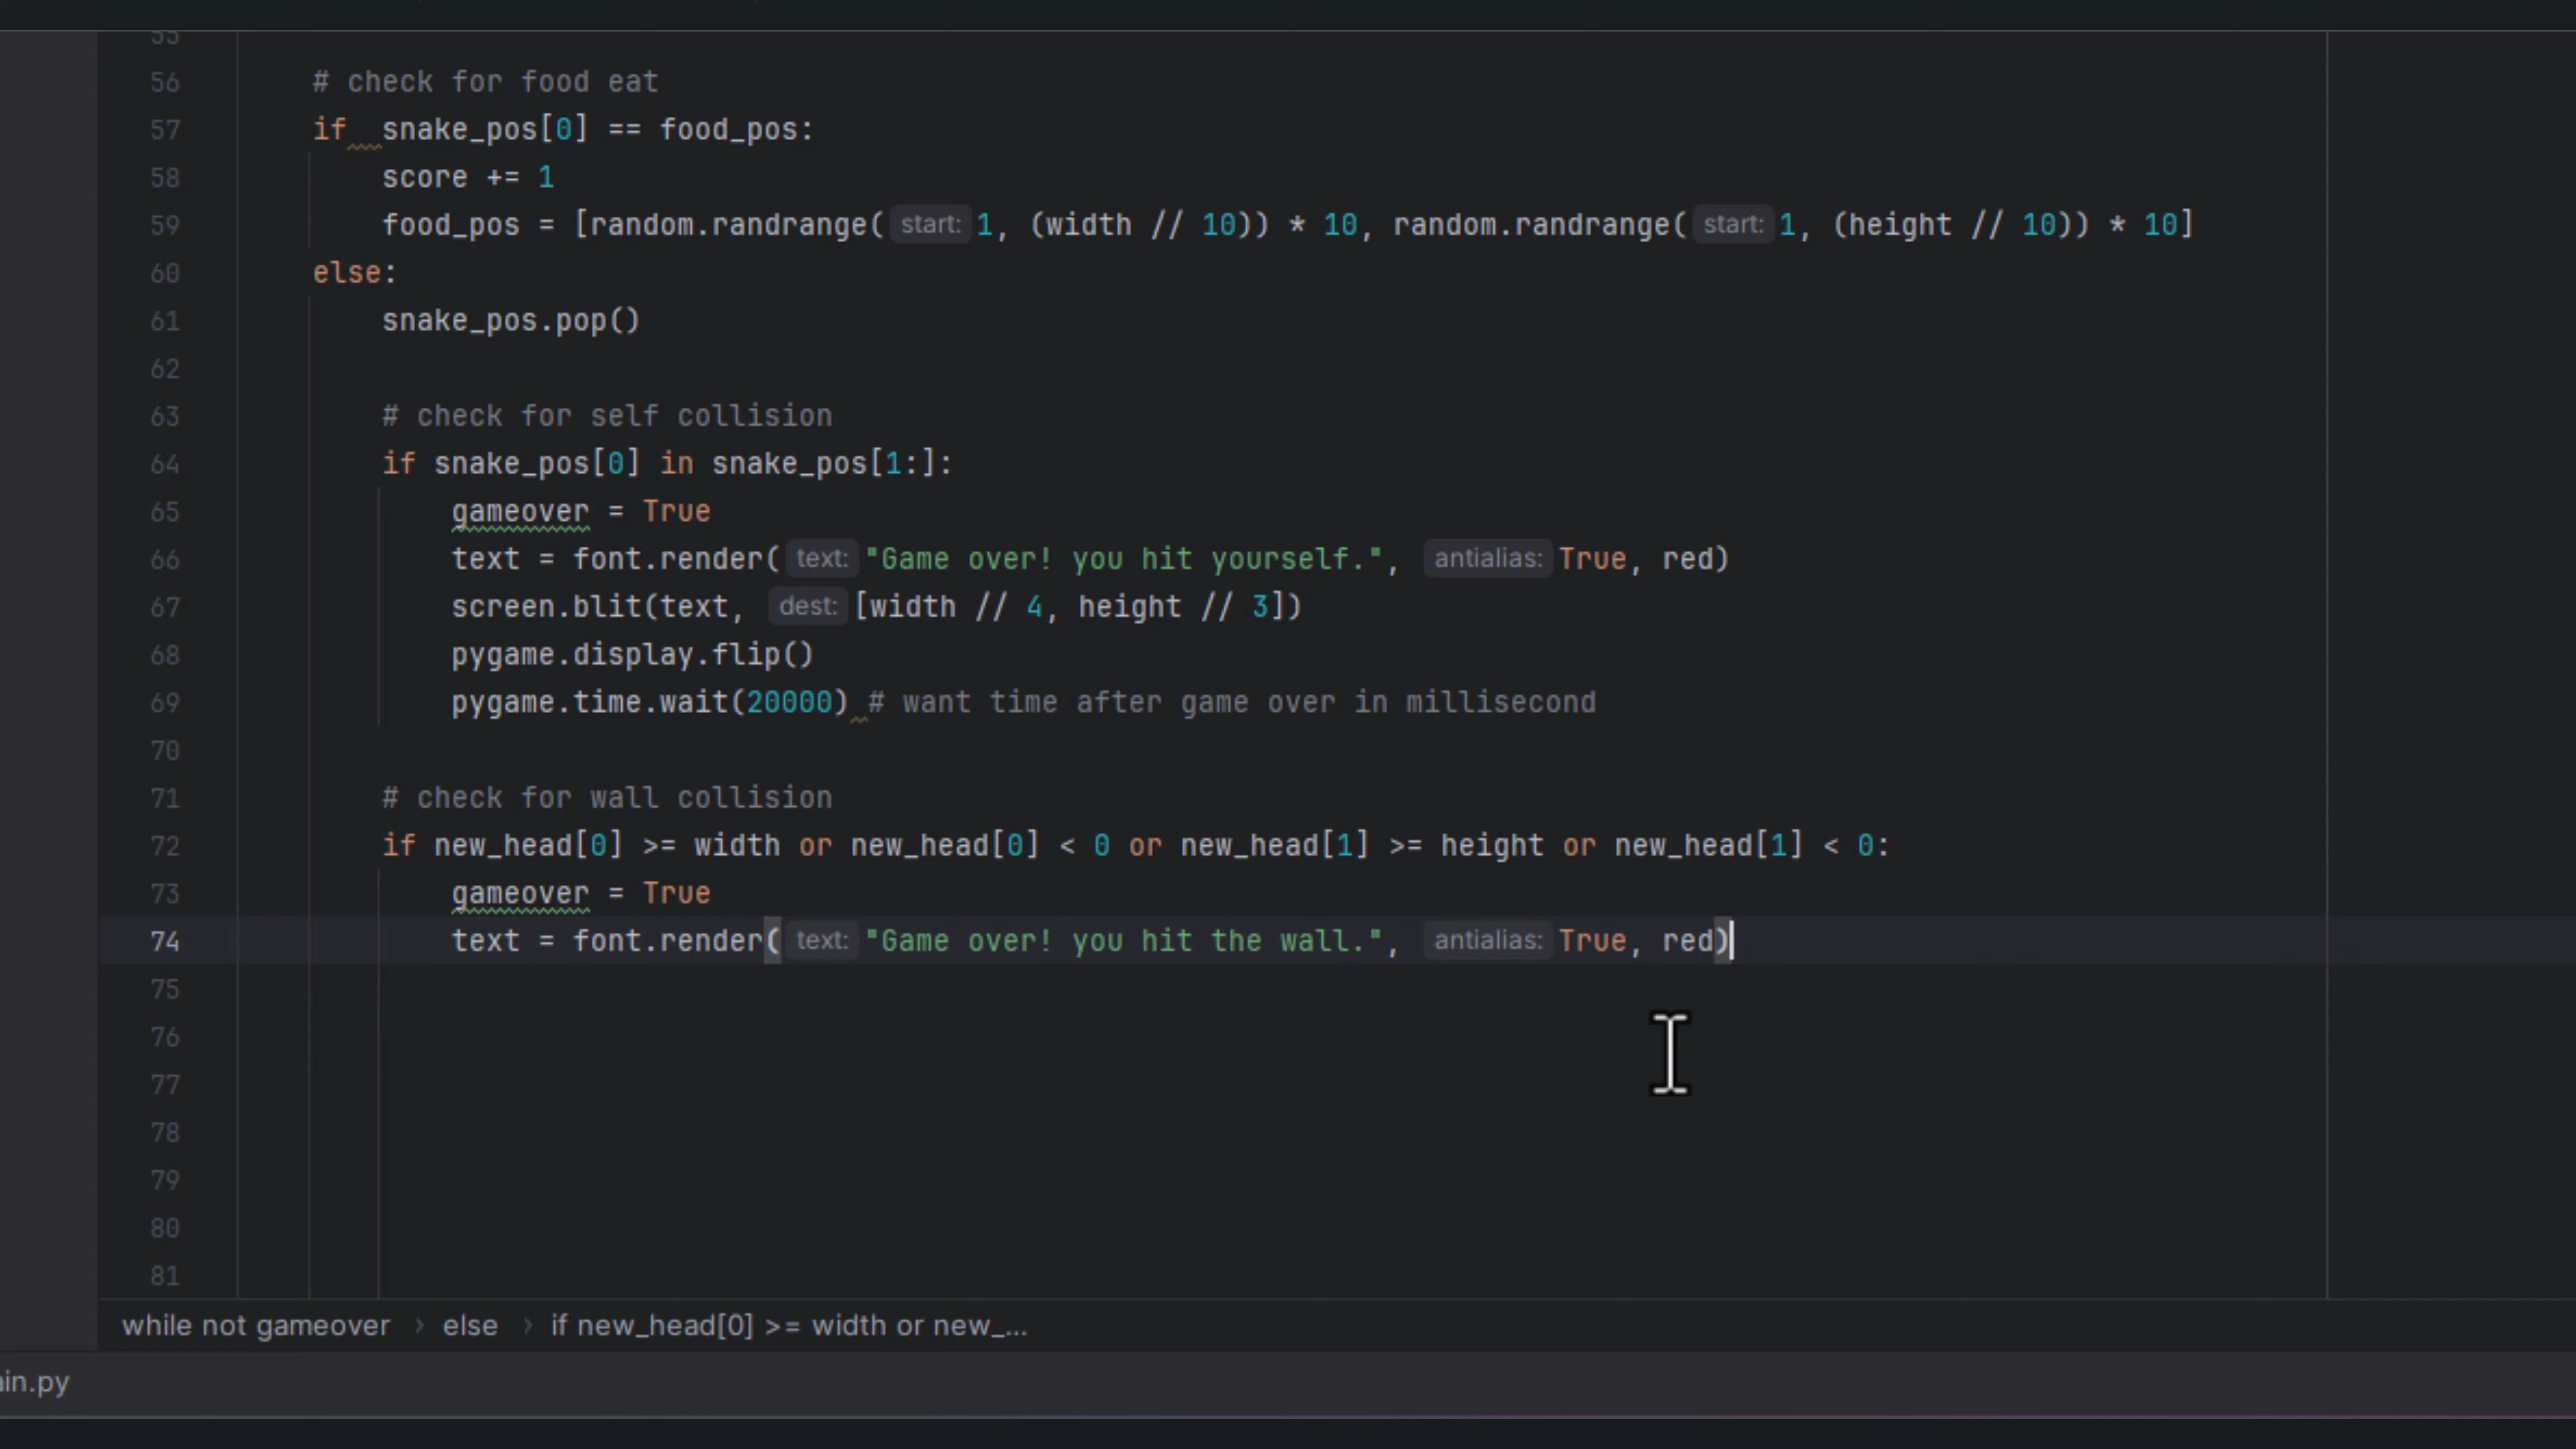 55
56 # check for food eat
57 if  snake_pos[0] == food_pos:
58 score += 1
59 food_pos = [random.randrange( start: 1, (width // 10)) * 10, random.randrange( start: 1, (height // 10)) * 10]
60 else:
61 snake_pos.pop()
62
63 # check for self collision
64 if snake_pos[0] in snake_pos[1:]:
65 gameover = True
66 text = font.render( text: "Game over! you hit yourself.", antialias: True, red)
67 screen.blit(text, dest: [width // 4, height // 3])
68 pygame.display.flip()
69 pygame.time.wait(20000) # want time after game over in millisecond
70
71 # check for wall collision
72 if new_head[0] >= width or new_head[0] < 0 or new_head[1] >= height or new_head[1] < 0:
73 gameover = True
74 text = font.render( text: "Game over! you hit the wall.", antialias: True, red)
75
76
77
78
79
80
81
while not gameover › else › if new_head[0] >= width or new_...
in.py